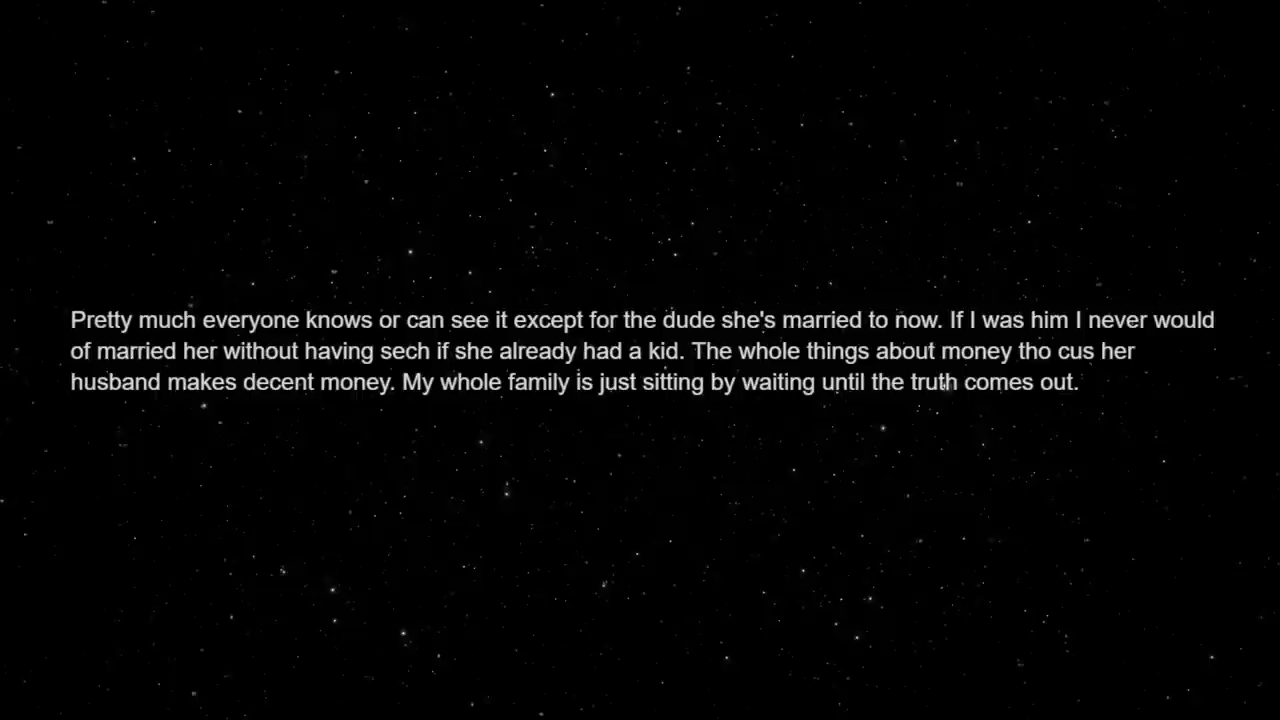 Pretty much everyone knows or can see it except for the dude she's married to now. If I was him I never would
of married her without having sech if she already had a kid. The whole things about money tho cus her
husband makes decent money. My whole family is just sitting by waiting until the truth comes out.